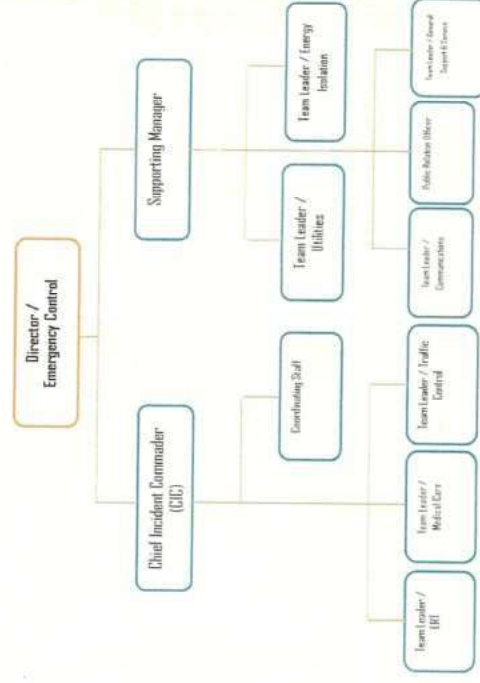 Director /
Emergency Control
Chief Incident Commader
(CIC)
Supporting Manager
Coordinating Staff
Team Leader /
Utilities
Team Leader / Energy
Isolation
Team Leader /
ERT
Team Leader /
Medical Care
Team Leader / Traffic
Control
Team Leader /
Communications
Public Relation Officer
Team Leader / General
Support & Service